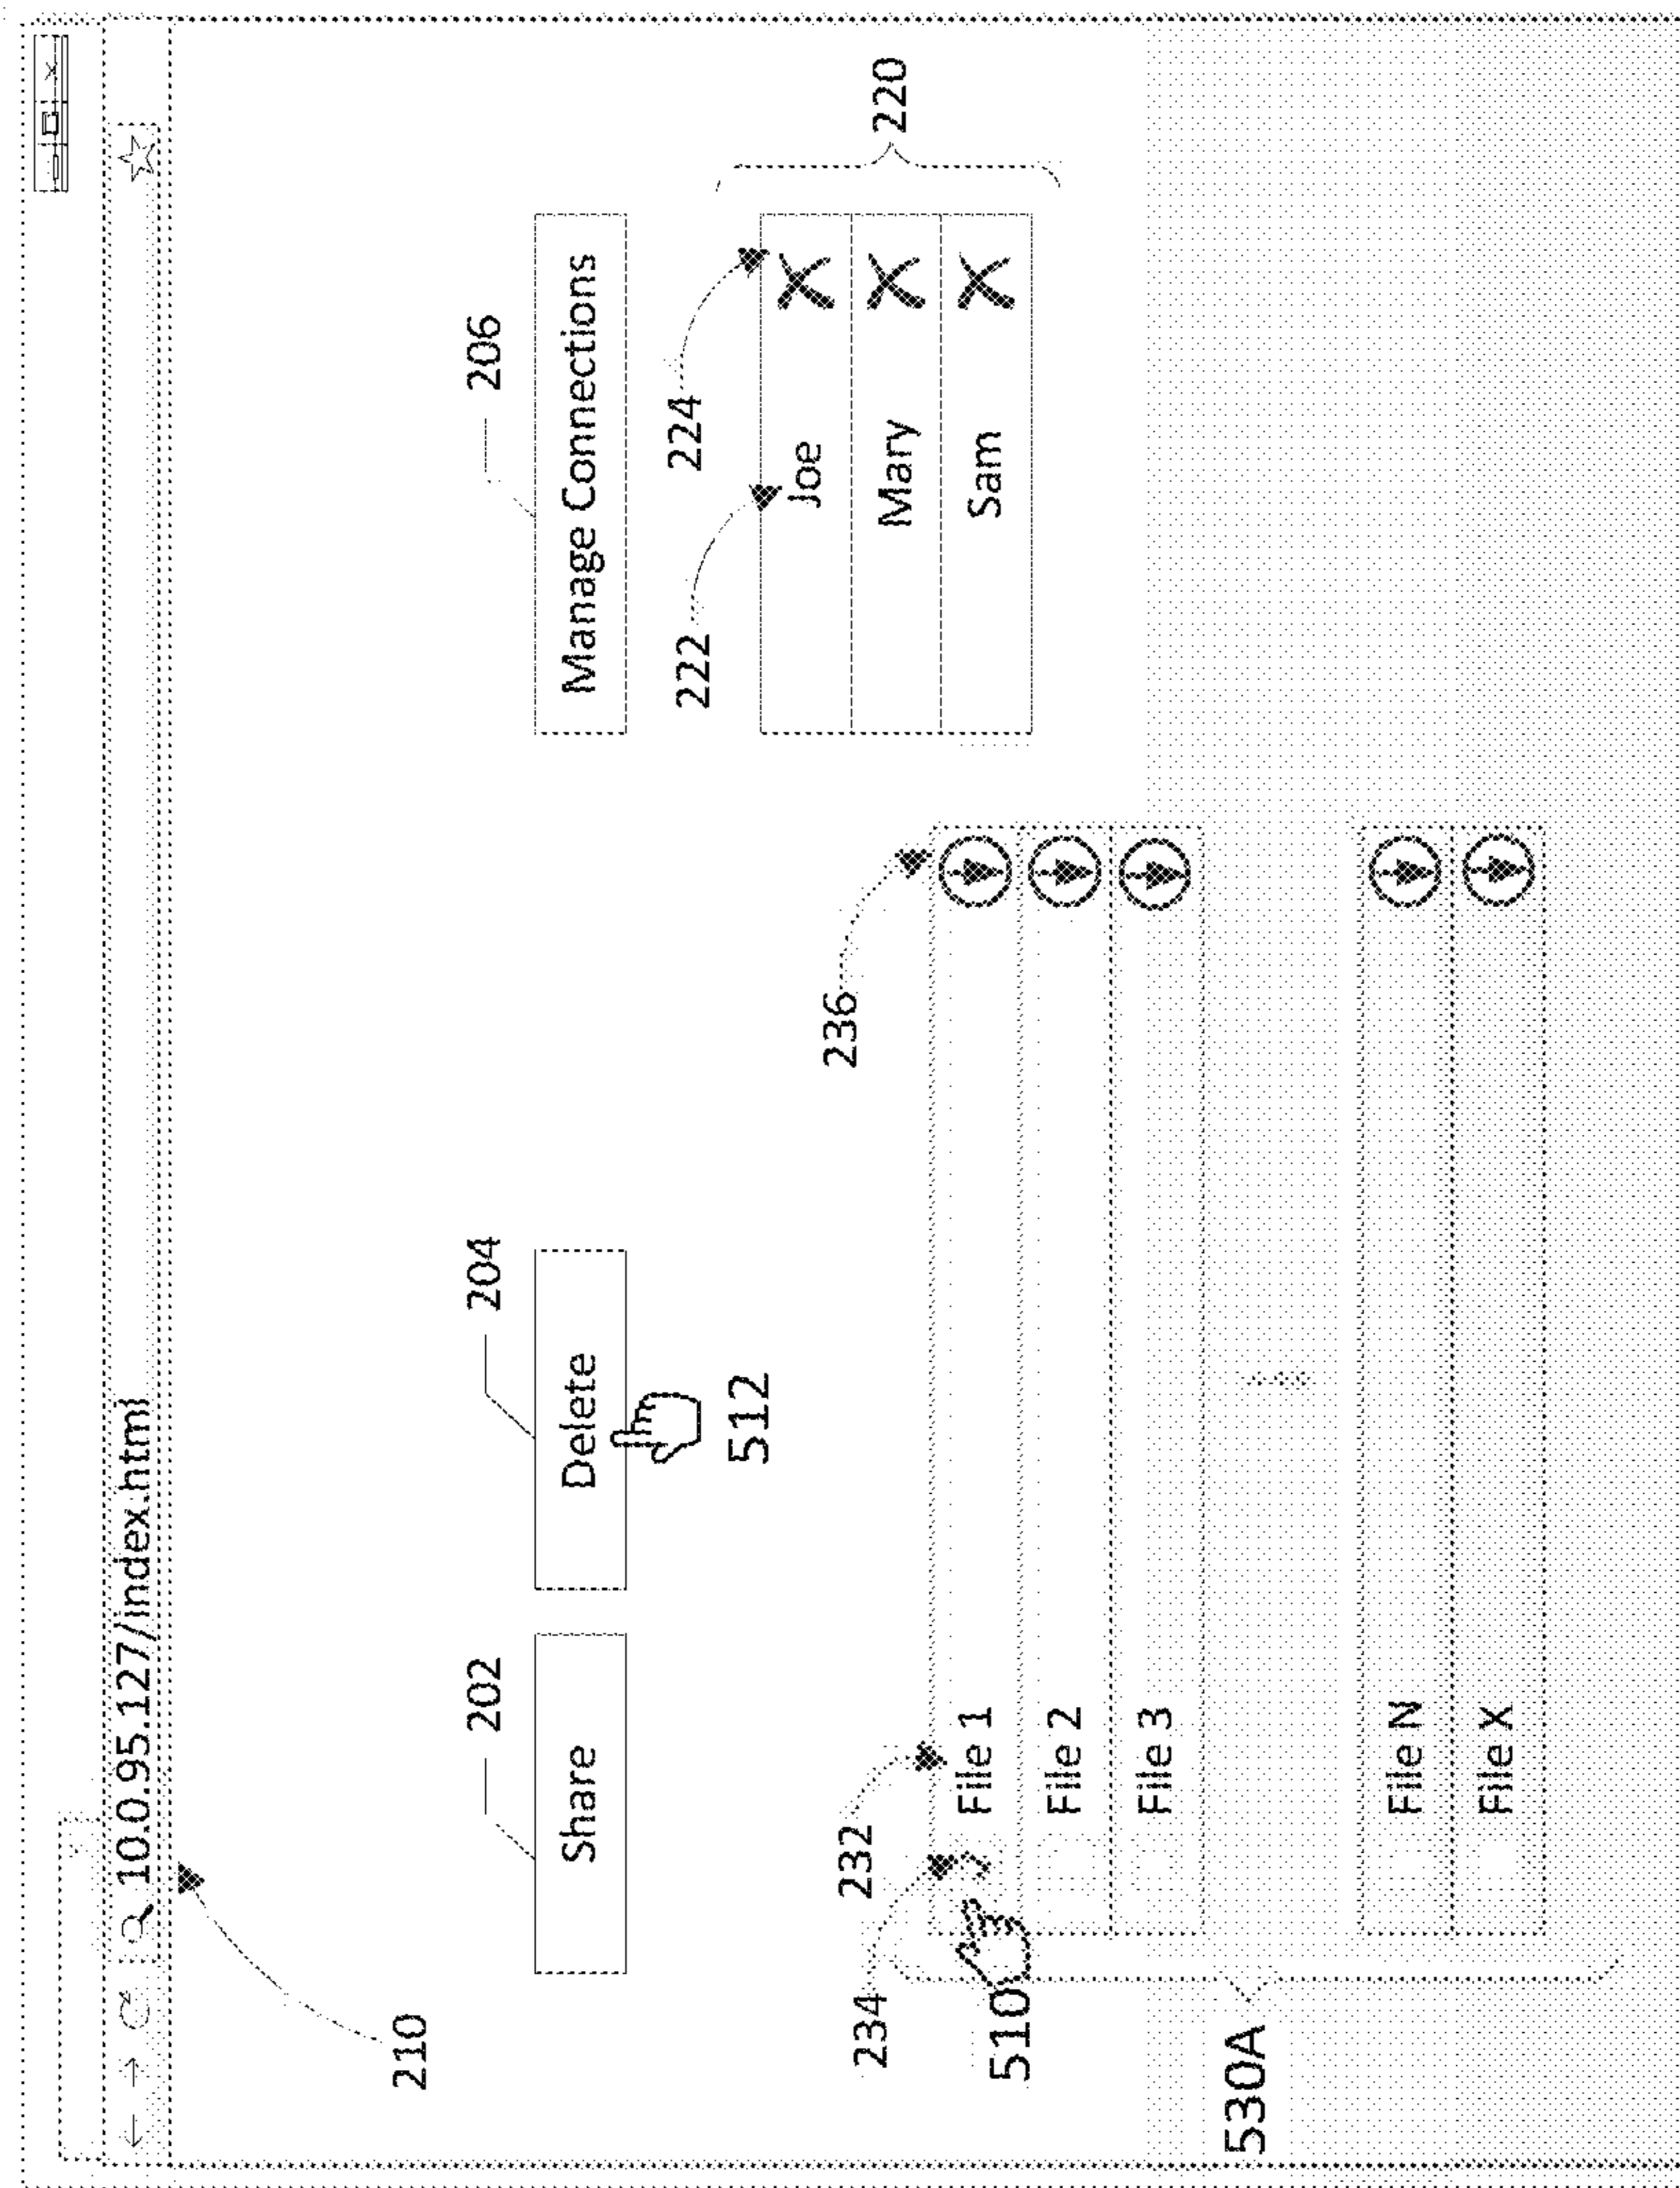 10.0.95.127/index.html
210
202
204
206
Share
Delete
Manage Connections
512
222
224
Joe
Mary
Sam
220
234
232
236
510
File 1
File 2
File 3
530A
File N
File X